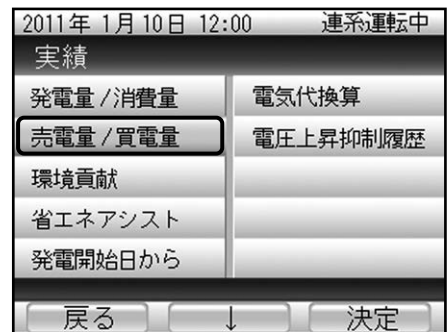 2011年 1月10日 12:00 連系運転中
実績
発電量/消費量 電気代換算
売電量/買電量 電圧上昇抑制履歴
環境貢献
省エネアシスト
発電開始日から
戻る ↓ 決定